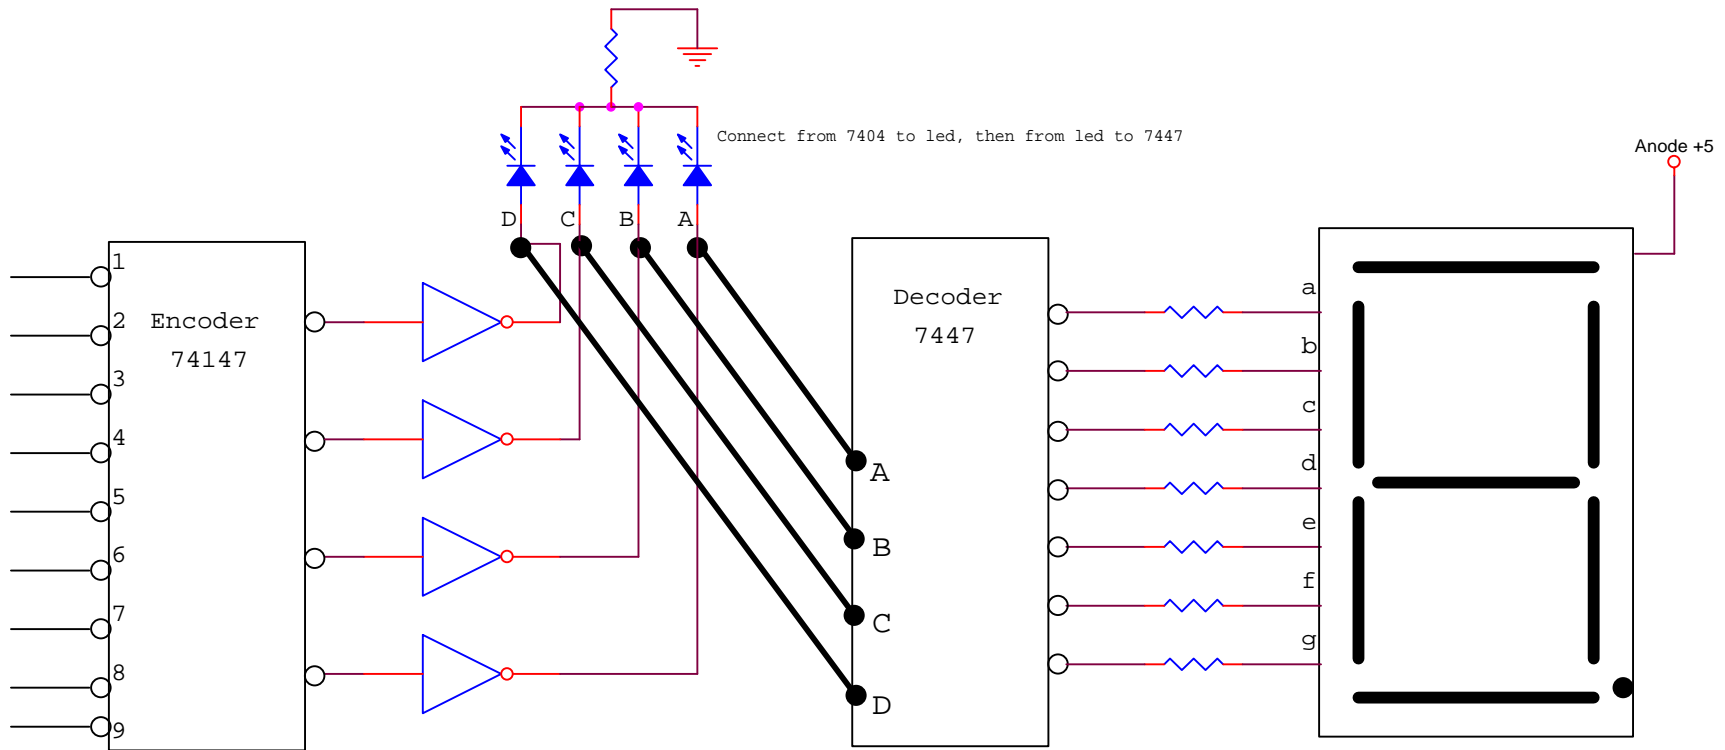 Connect from 7404 to led, then from led to 7447
Anode +5
D C B A
1
2
3
4
5
6
7
8
9
Encoder
74147
Decoder
7447
A
B
C
D
a
b
c
d
e
f
g